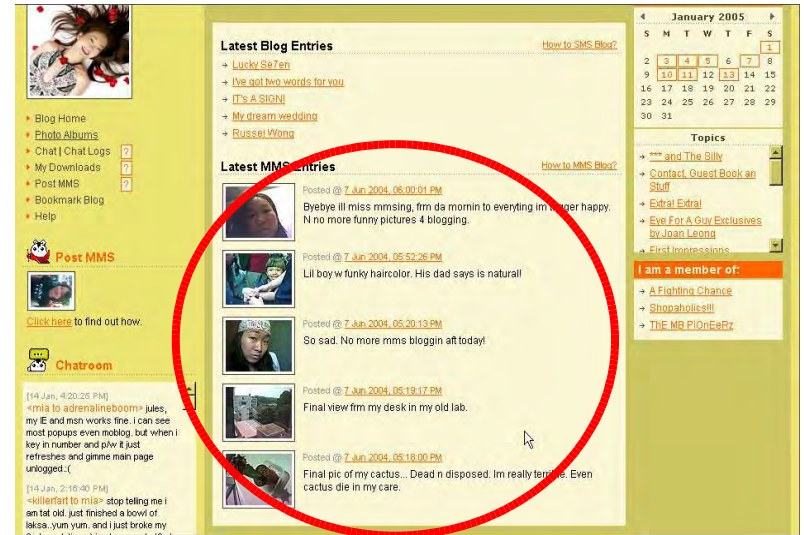 Blog Home
Photo Albums
Chat | Chat Logs ?
My Downloads ?
Post MMS ?
Bookmark Blog
Help
Post MMS
Click here to find out how.
Chatroom
[14 Jan, 4:20:25 PM]
<mia to adrenalineboom> jules,
my IE and msn works fine. i can see
most popups even moblog. but when i
key in number and p/w it just
refreshes and gimme main page
unlogged.:(
[14 Jan, 2:16:40 PM]
<killerfart to mia> stop telling me i
am tat old. just finished a bowl of
laksa..yum yum. and i just broke my
Latest Blog Entries
How to SMS Blog?
Lucky Se7en
I've got two words for you
IT's A SIGN!
My dream wedding
Russel Wong
Latest MMS Entries
How to MMS Blog?
Posted @ 7 Jun 2004, 06:00:01 PM
Byebye ill miss mmsing, frm da mornin to everyting im trigger happy.
N no more funny pictures 4 blogging.
Posted @ 7 Jun 2004, 05:52:26 PM
Lil boy w funky haircolor. His dad says is natural!
Posted @ 7 Jun 2004, 05:20:13 PM
So sad. No more mms bloggin aft today!
Posted @ 7 Jun 2004, 05:19:17 PM
Final view frm my desk in my old lab.
Posted @ 7 Jun 2004, 05:18:00 PM
Final pic of my cactus... Dead n disposed. Im really terrible. Even
cactus die in my care.
January 2005
S M T W T F S
1
2 3 4 5 6 7 8
9 10 11 12 13 14 15
16 17 18 19 20 21 22
23 24 25 26 27 28 29
30 31
Topics
*** and The Silly
Contact, Guest Book an
Stuff
Extra! Extra!
Eye For A Guy Exclusives
by Joan Leong
First Impressions
I am a member of:
A Fighting Chance
Shopaholics!!!
ThE MB PIOnEeRz